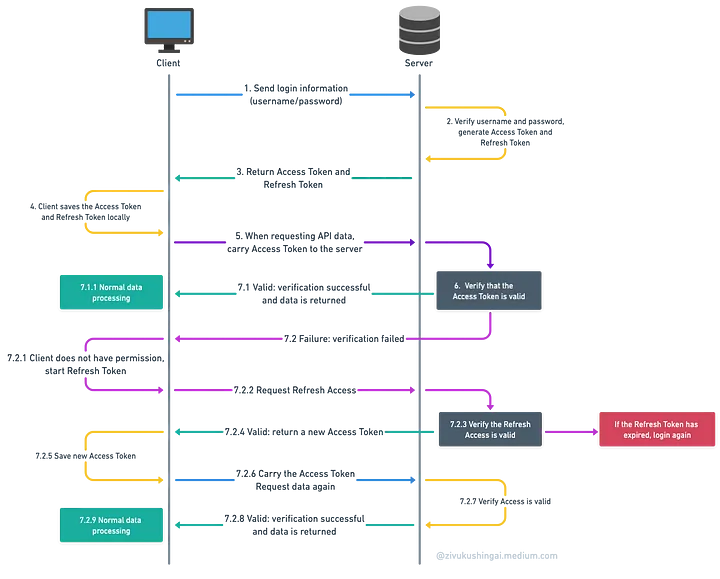 Client
Server
1. Send login information
(username/password)
2. Verify username and password,
generate Access Token and
Refresh Token
3. Return Access Token and
Refresh Token
4. Client saves the Access Token
and Refresh Token locally
5. When requesting API data,
carry Access Token to the server
6. Verify that the
Access Token is valid
7.1 Valid: verification successful
and data is returned
7.1.1 Normal data
processing
7.2 Failure: verification failed
7.2.1 Client does not have permission,
start Refresh Token
7.2.2 Request Refresh Access
7.2.3 Verify the Refresh
Access is valid
If the Refresh Token has
expired, login again
7.2.4 Valid: return a new Access Token
7.2.5 Save new Access Token
7.2.6 Carry the Access Token
Request data again
7.2.7 Verify Access is valid
7.2.8 Valid: verification successful
and data is returned
7.2.9 Normal data
processing
@zivukushingai.medium.com